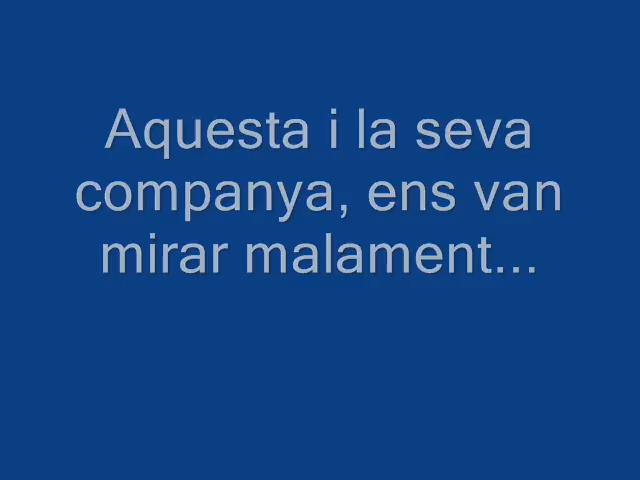 Aquesta i la seva
companya, ens van
mirar malament...